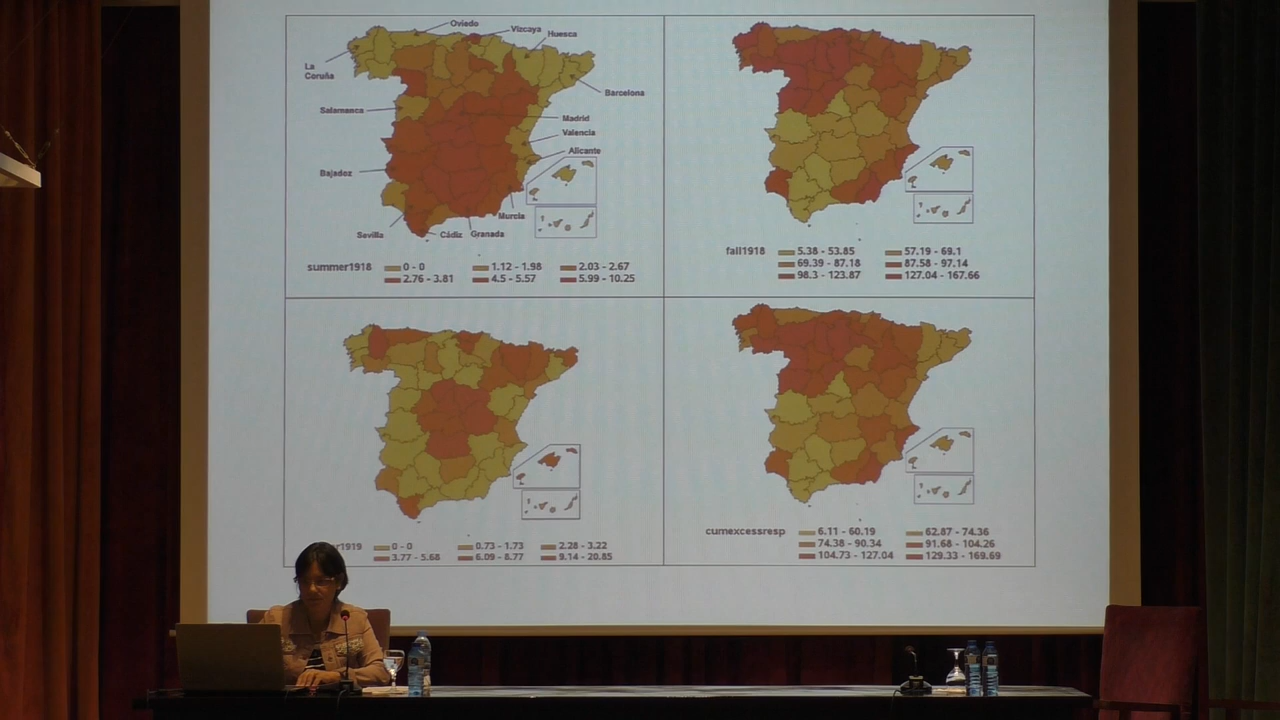 Oviedo
Vizcaya
Huesca
La
Coruña
Barcelona
Salamanca
Madrid
Valencia
Alicante
Bajadoz
Murcia
Sevilla
Cádiz
Granada
summer1918
0 - 0
1.12 - 1.98
2.03 - 2.67
2.76 - 3.81
4.5 - 5.57
5.99 - 10.25
fall1918
5.38 - 53.85
57.19 - 69.1
69.39 - 87.18
87.58 - 97.14
98.3 - 123.87
127.04 - 167.66
r1919
0 - 0
0.73 - 1.73
2.28 - 3.22
3.77 - 5.68
6.09 - 8.77
9.14 - 20.85
cumexcessresp
6.11 - 60.19
62.87 - 74.36
74.38 - 90.34
91.68 - 104.26
104.73 - 127.04
129.33 - 169.69